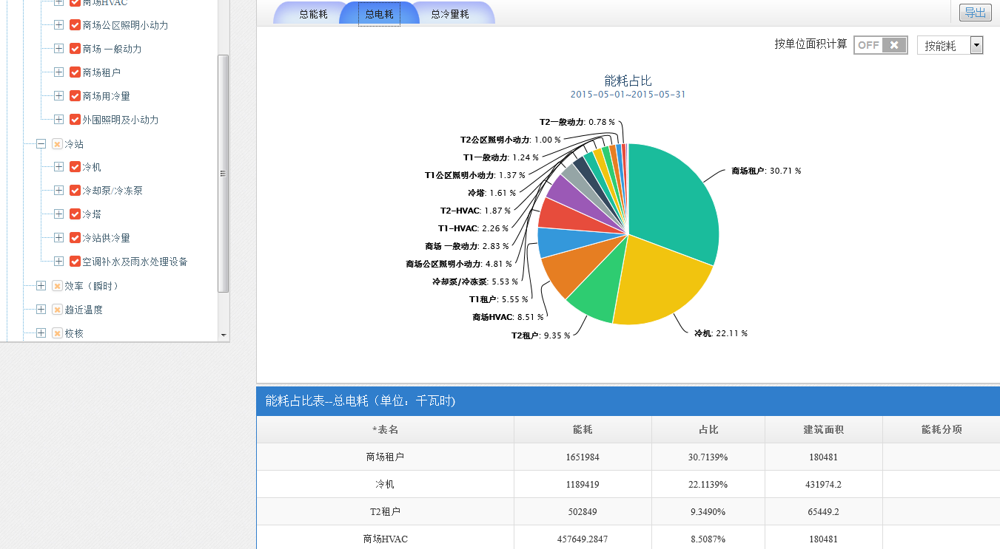 商场HVAC
商场公区照明小动力
商场 一般动力
商场租户
商场用冷量
外围照明及小动力
冷站
冷机
冷却泵/冷冻泵
冷塔
冷站供冷量
空调补水及雨水处理设备
效率（瞬时）
趋近温度
校核
总能耗 总电耗 总冷量耗
导出
按单位面积计算 OFF 按能耗
能耗占比
2015-05-01~2015-05-31
T2一般动力: 0.78 %
T2公区照明小动力: 1.00 %
T1一般动力: 1.24 %
T1公区照明小动力: 1.37 %
冷塔: 1.61 %
T2-HVAC: 1.87 %
T1-HVAC: 2.26 %
商场 一般动力: 2.83 %
商场公区照明小动力: 4.81 %
冷却泵/冷冻泵: 5.53 %
T1租户: 5.55 %
商场HVAC: 8.51 %
T2租户: 9.35 %
商场租户: 30.71 %
冷机: 22.11 %
能耗占比表--总电耗（单位：千瓦时)
*表名 能耗 占比 建筑面积 能耗分项
商场租户 1651984 30.7139% 180481
冷机 1189419 22.1139% 431974.2
T2租户 502849 9.3490% 65449.2
商场HVAC 457649.2847 8.5087% 180481